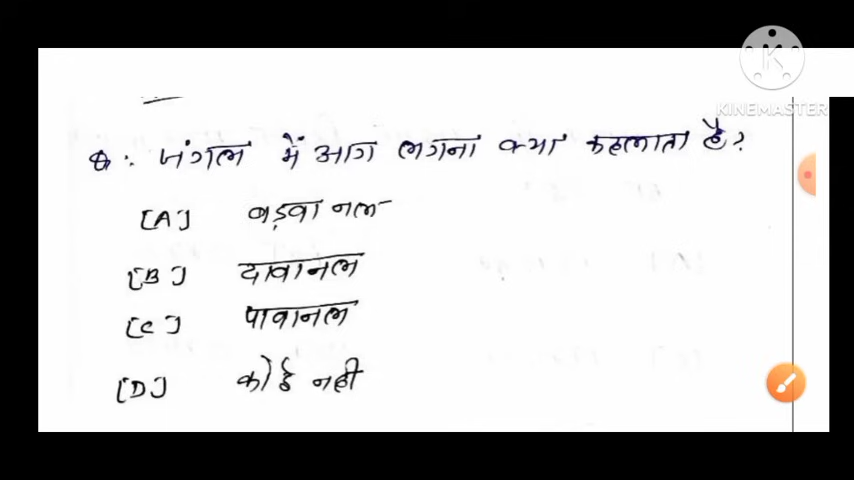 KINEMASTER
Q. जंगल में आग लगना क्या कहलाता है?
[A] बड़वानल
[B] दावानल
[C] पावानल
[D] कोई नही